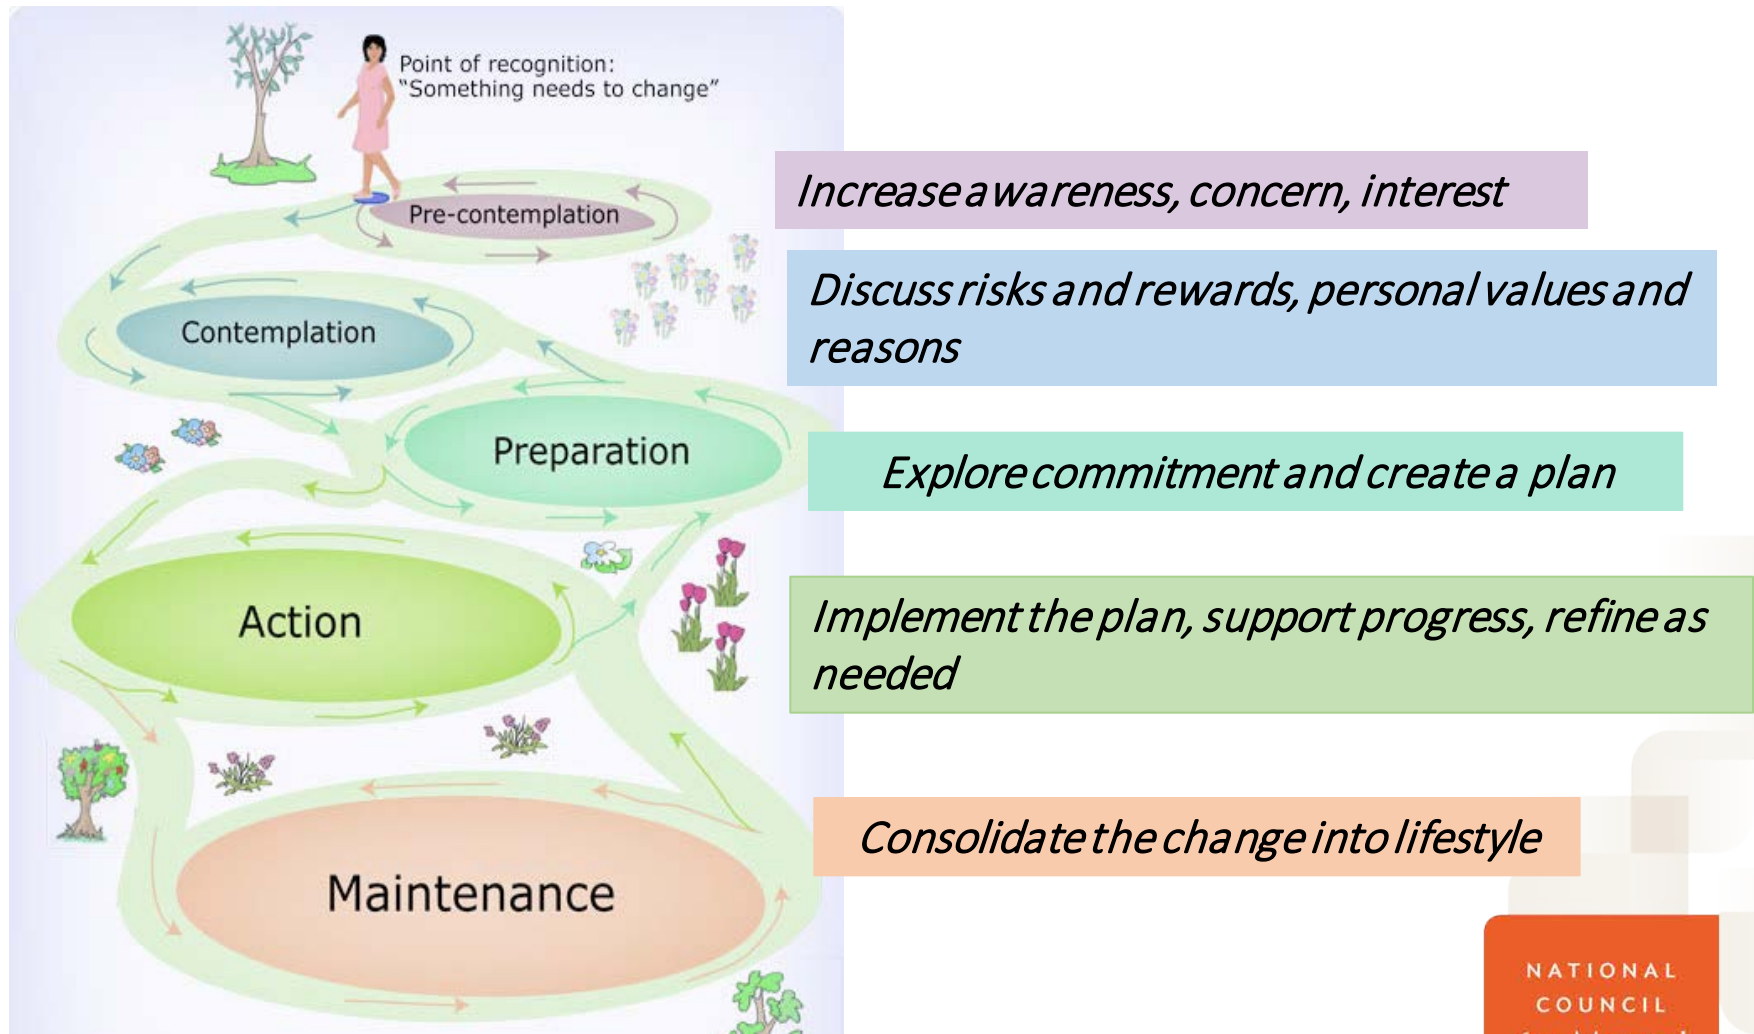 Point of recognition:
“Something needs to change”
Pre-contemplation
Increase awareness, concern, interest
Contemplation
Discuss risks and rewards, personal values and
reasons
Preparation
Explore commitment and create a plan
Action
Implement the plan, support progress, refine as
needed
Maintenance
Consolidate the change into lifestyle
NATIONAL
COUNCIL